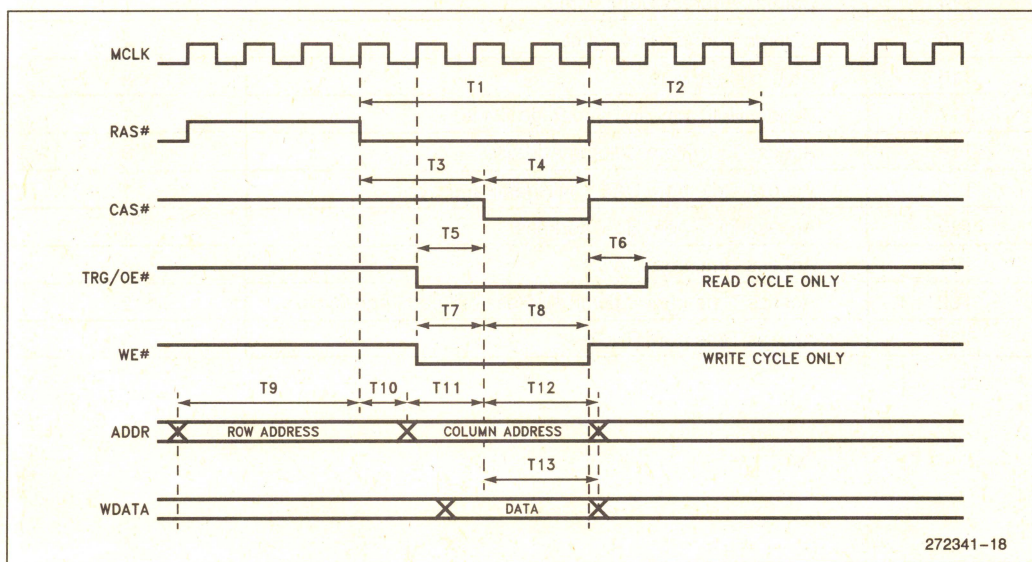 MCLK
T1
T2
RAS#
T3
T4
CAS#
T5
T6
TRG/OE#
READ CYCLE ONLY
T7
T8
WE#
WRITE CYCLE ONLY
T9
T10
T11
T12
ADDR
ROW ADDRESS
COLUMN ADDRESS
T13
WDATA
DATA
272341-18